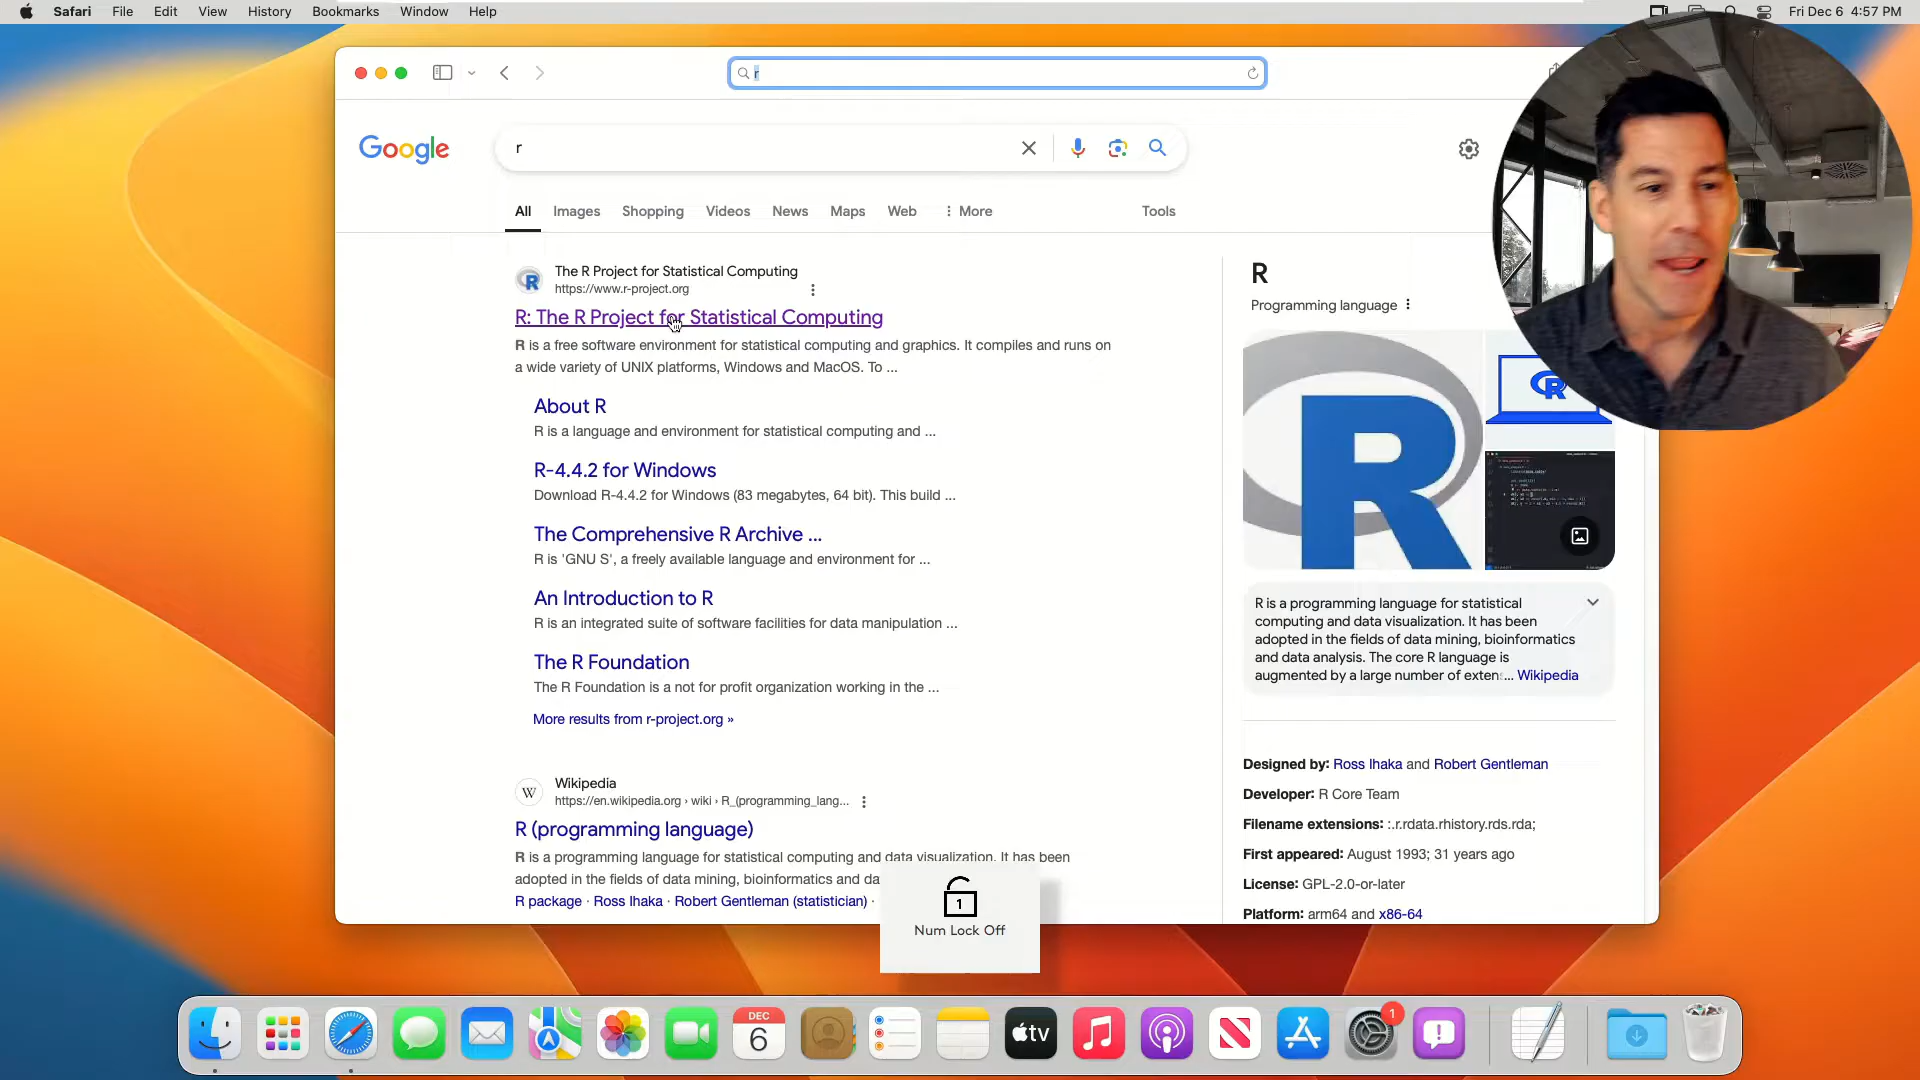 Safari File Edit View History Bookmarks Window Help
Fri Dec 6 4:57 PM
r
Google
r
All Images Shopping Videos News Maps Web More Tools
The R Project for Statistical Computing
https://www.r-project.org
R: The R Project for Statistical Computing
R is a free software environment for statistical computing and graphics. It compiles and runs on
a wide variety of UNIX platforms, Windows and MacOS. To ...
About R
R is a language and environment for statistical computing and ...
R-4.4.2 for Windows
Download R-4.4.2 for Windows (83 megabytes, 64 bit). This build ...
The Comprehensive R Archive ...
R is 'GNU S', a freely available language and environment for ...
An Introduction to R
R is an integrated suite of software facilities for data manipulation ...
The R Foundation
The R Foundation is a not for profit organization working in the ...
More results from r-project.org »
Wikipedia
https://en.wikipedia.org › wiki › R_(programming_lang...
R (programming language)
R is a programming language for statistical computing and data visualization. It has been
adopted in the fields of data mining, bioinformatics and da
R package · Ross Ihaka · Robert Gentleman (statistician) ·
R
Programming language
R
R
R is a programming language for statistical
computing and data visualization. It has been
adopted in the fields of data mining, bioinformatics
and data analysis. The core R language is
augmented by a large number of exten... Wikipedia
Designed by: Ross Ihaka and Robert Gentleman
Developer: R Core Team
Filename extensions: :.r.rdata.rhistory.rds.rda;
First appeared: August 1993; 31 years ago
License: GPL-2.0-or-later
Platform: arm64 and x86-64
1
Num Lock Off
DEC
6
tv
1